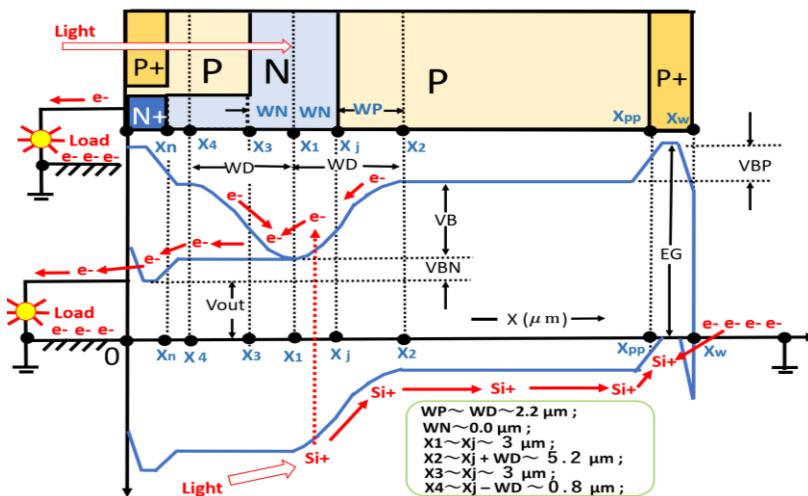 Light
P+ P N P P+
N+ WN WN WP
e-
Load
e- e- e-
Xn X4 X3 X1 Xj X2 Xpp Xw
WD WD
VBP
e- e-
e- e-
e- e- e-
VB
VBN
EG
Load
e- e- e-
Vout
X (μm)
e- e- e- e-
0 Xn X4 X3 X1 Xj X2 Xpp Xw
Si+
Si+ Si+ Si+
Si+
Light
WP～ WD～2.2 μm ;
WN～0.0 μm ;
X1～Xj～ 3 μm ;
X2～Xj + WD～ 5.2 μm ;
X3～Xj～ 3 μm ;
X4～Xj – WD～ 0.8 μm ;